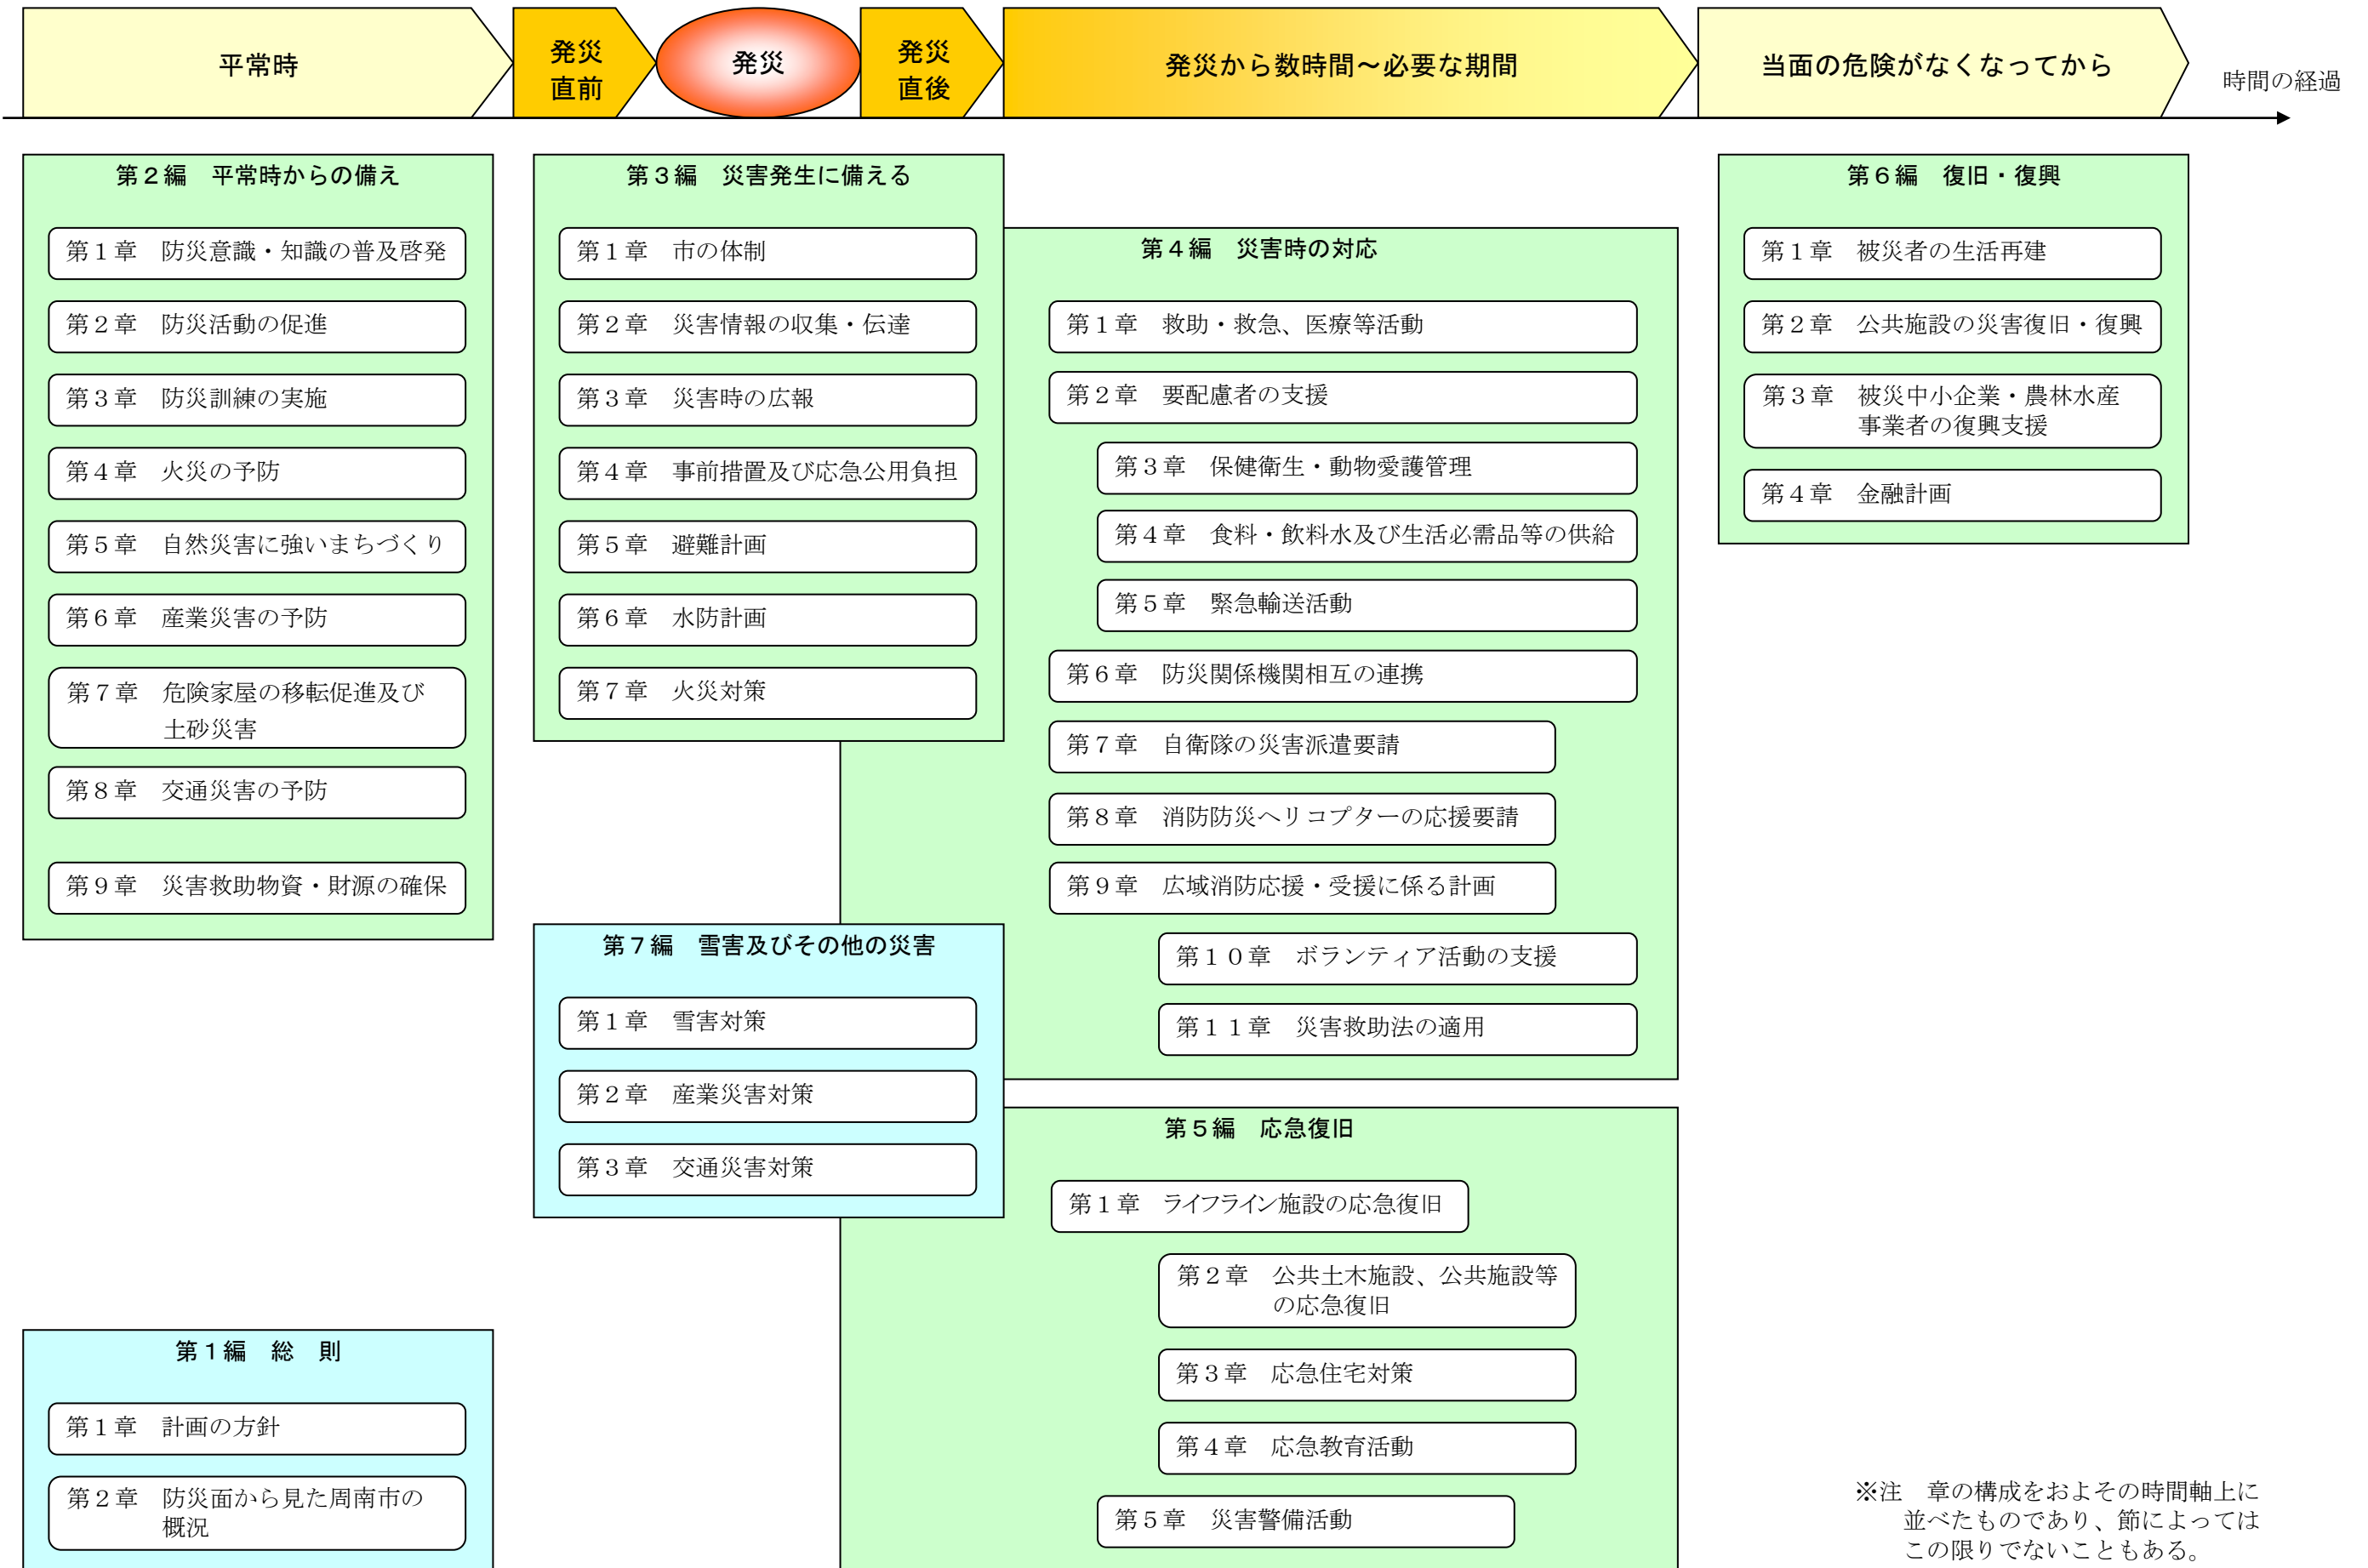 平常時
発災
直前
発災
発災
直後
発災から数時間～必要な期間
当面の危険がなくなってから
時間の経過
第２編　平常時からの備え
第１章　防災意識・知識の普及啓発
第２章　防災活動の促進
第３章　防災訓練の実施
第４章　火災の予防
第５章　自然災害に強いまちづくり
第６章　産業災害の予防
第７章　危険家屋の移転促進及び
土砂災害
第８章　交通災害の予防
第９章　災害救助物資・財源の確保
第３編　災害発生に備える
第１章　市の体制
第２章　災害情報の収集・伝達
第３章　災害時の広報
第４章　事前措置及び応急公用負担
第５章　避難計画
第６章　水防計画
第７章　火災対策
第４編　災害時の対応
第１章　救助・救急、医療等活動
第２章　要配慮者の支援
第３章　保健衛生・動物愛護管理
第４章　食料・飲料水及び生活必需品等の供給
第５章　緊急輸送活動
第６章　防災関係機関相互の連携
第７章　自衛隊の災害派遣要請
第８章　消防防災ヘリコプターの応援要請
第９章　広域消防応援・受援に係る計画
第１０章　ボランティア活動の支援
第１１章　災害救助法の適用
第６編　復旧・復興
第１章　被災者の生活再建
第２章　公共施設の災害復旧・復興
第３章　被災中小企業・農林水産
事業者の復興支援
第４章　金融計画
第７編　雪害及びその他の災害
第１章　雪害対策
第２章　産業災害対策
第３章　交通災害対策
第５編　応急復旧
第１章　ライフライン施設の応急復旧
第２章　公共土木施設、公共施設等
の応急復旧
第３章　応急住宅対策
第４章　応急教育活動
第５章　災害警備活動
第１編　総　則
第１章　計画の方針
第２章　防災面から見た周南市の
概況
※注　章の構成をおよその時間軸上に
並べたものであり、節によっては
この限りでないこともある。